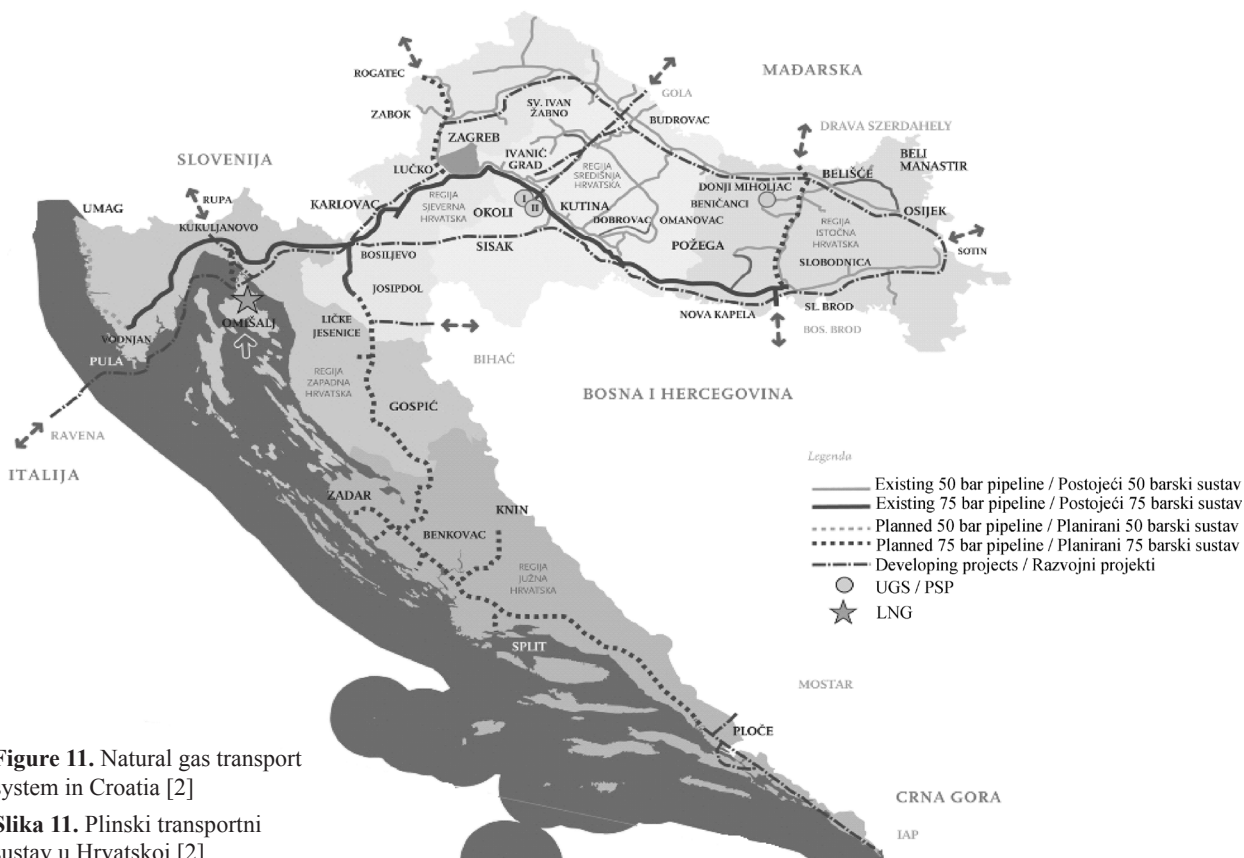 MAĐARSKA
ROGATEC
GOLA
ZABOK
SV. IVAN
ŽABNO
BUDROVAC
DRAVA SZERDAHELY
ZAGREB
BELI
MANASTIR
SLOVENIJA
IVANIĆ
GRAD
REGIJA
SREDIŠNJA
HRVATSKA
LUČKO
DONJI MIHOLJAC
BELIŠĆE
RUPA
UMAG
KARLOVAC
REGIJA
SJEVERNA
HRVATSKA
I
II
OKOLI
KUTINA
BENIČANCI
OSIJEK
KUKULJANOVO
DOBROVAC
OMANOVAC
REGIJA
ISTOČNA
HRVATSKA
SISAK
POŽEGA
BOSILJEVO
SLOBODNICA
SOTIN
JOSIPDOL
NOVA KAPELA
SL. BROD
OMIŠALJ
LIČKE
JESENICE
BOS. BROD
VODNJAN
PULA
BIHAĆ
REGIJA
ZAPADNA
HRVATSKA
BOSNA I HERCEGOVINA
GOSPIĆ
RAVENA
ITALIJA
Legenda
Existing 50 bar pipeline / Postojeći 50 barski sustav
Existing 75 bar pipeline / Postojeći 75 barski sustav
Planned 50 bar pipeline / Planirani 50 barski sustav
Planned 75 bar pipeline / Planirani 75 barski sustav
Developing projects / Razvojni projekti
UGS / PSP
LNG
ZADAR
KNIN
BENKOVAC
REGIJA
JUŽNA
HRVATSKA
SPLIT
MOSTAR
PLOČE
CRNA GORA
IAP
Figure 11. Natural gas transport
system in Croatia [2]
Slika 11. Plinski transportni
sustav u Hrvatskoj [2]